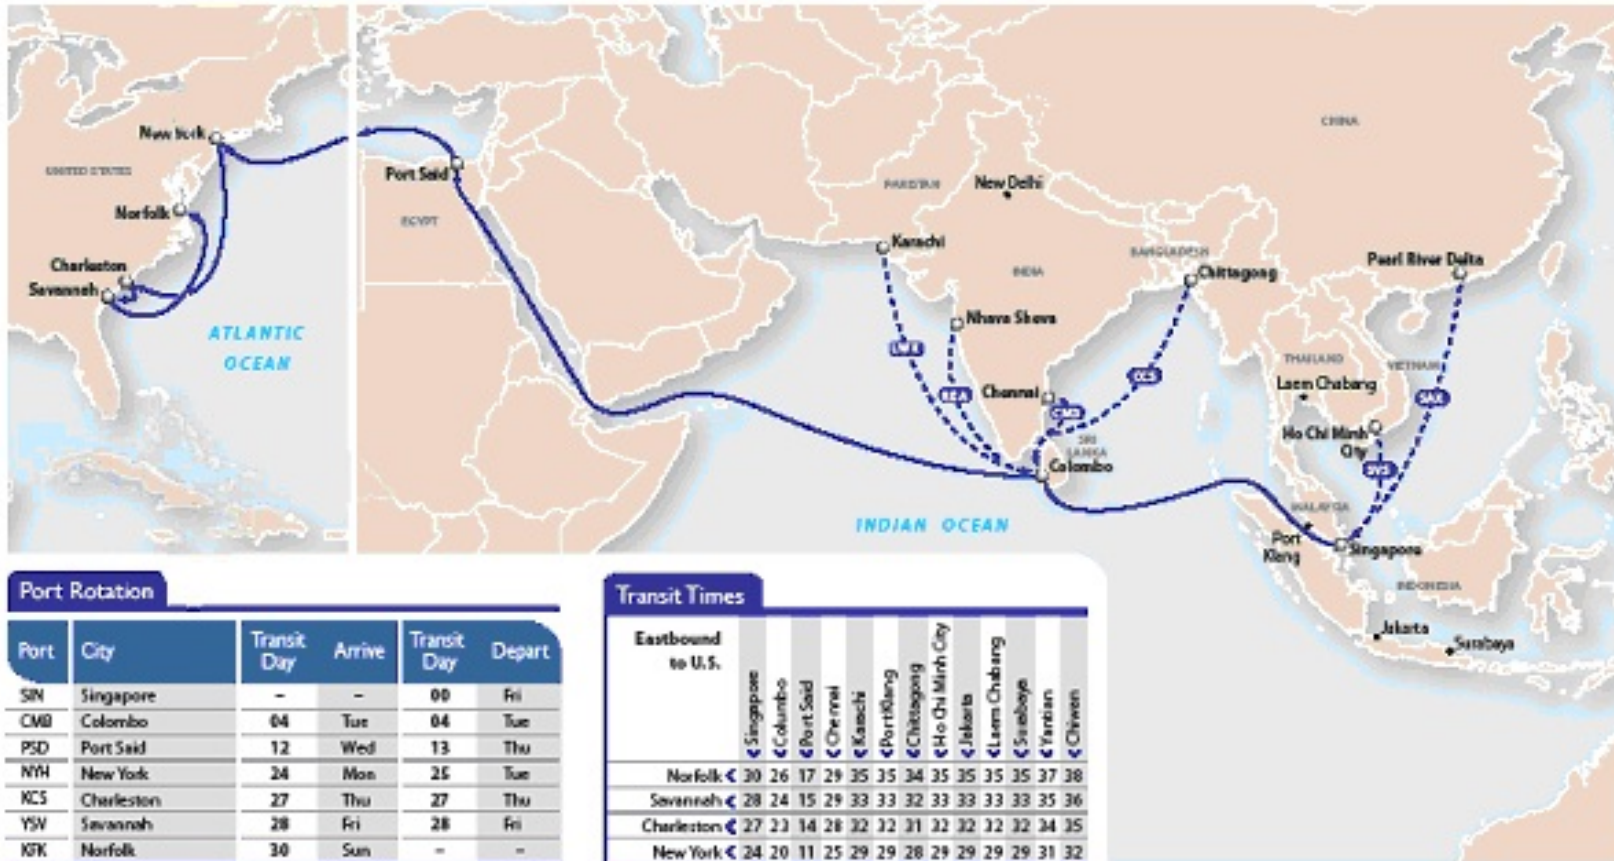 New York
UNITED STATES
Norfolk
Charleston
Savannah
ATLANTIC
OCEAN
Port Said
EGYPT
CHINA
PAKISTAN
New Delhi
Karachi
INDIA
BANGLADESH
Chittagong
Pearl River Delta
Nhava Sheva
THAILAND
VIETNAM
Laem Chabang
Chennai
CMB
SAX
Ho Chi Minh
City
SVS
SRI
LANKA
Colombo
INDIAN OCEAN
MALAYSIA
Port
Klang
Singapore
INDONESIA
Jakarta
Surabaya
Port Rotation
Port City Transit Day Arrive Transit Day Depart
SIN Singapore – – 00 Fri
CMB Colombo 04 Tue 04 Tue
PSD Port Said 12 Wed 13 Thu
NYH New York 24 Mon 25 Tue
KCS Charleston 27 Thu 27 Thu
YSV Savannah 28 Fri 28 Fri
KFK Norfolk 30 Sun – –
Transit Times
Eastbound
to U.S.
Singapore Columbo Port Said Chennai Karachi Port Klang Chittagong Ho Chi Minh City Jakarta Laem Chabang Surabaya Yantian Chiwan
Norfolk 30 26 17 29 35 35 34 35 35 35 35 37 38
Savannah 28 24 15 29 33 33 32 33 33 33 33 35 36
Charleston 27 23 14 28 32 32 31 32 32 32 32 34 35
New York 24 20 11 25 29 29 28 29 29 29 29 31 32